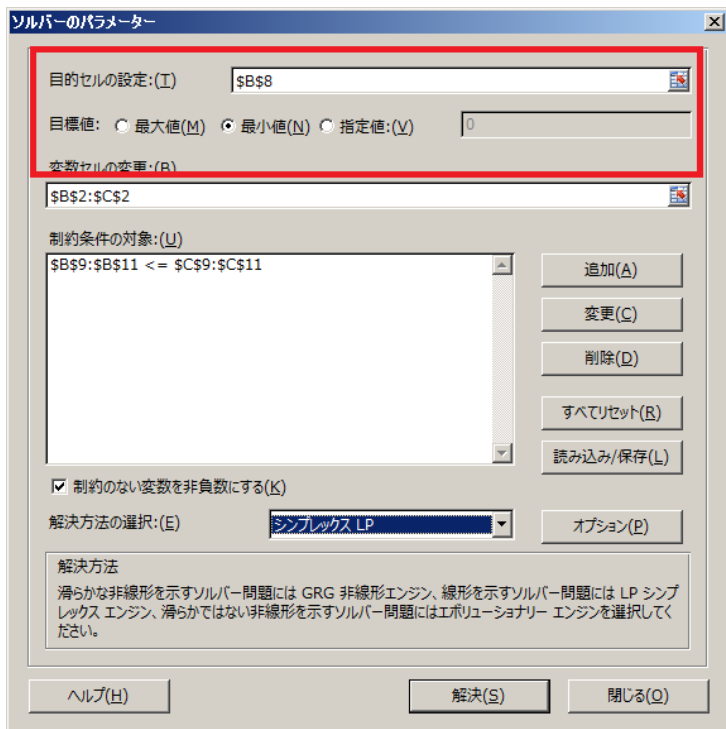 ソルバーのパラメーター
目的セルの設定:(T) $B$8
目標値: 最大値(M) 最小値(N) 指定値:(V) 0
変数セルの変更:(B)
$B$2:$C$2
制約条件の対象:(U)
$B$9:$B$11 <= $C$9:$C$11
追加(A)
変更(C)
削除(D)
すべてリセット(R)
読み込み/保存(L)
制約のない変数を非負数にする(K)
解決方法の選択:(E) シンプレックス LP オプション(P)
解決方法
滑らかな非線形を示すソルバー問題には GRG 非線形エンジン、線形を示すソルバー問題には LP シンプ
レックス エンジン、滑らかではない非線形を示すソルバー問題にはエボリューショナリー エンジンを選択してく
ださい。
ヘルプ(H) 解決(S) 閉じる(O)